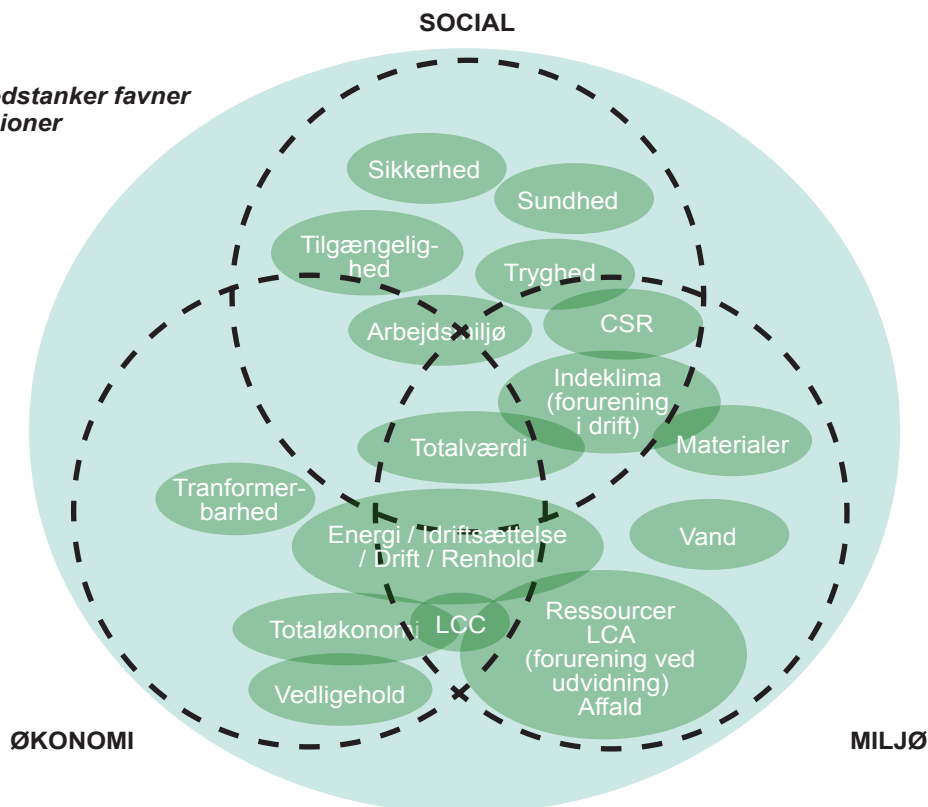 SOCIAL
dstanker favner
ioner
Sikkerhed
Sundhed
Tilgængelig-
hed
Tryghed
CSR
Arbejdsmiljø
Indeklima
(forurening
i drift)
Materialer
Totalværdi
Tranformer-
barhed
Energi / Idriftsættelse
/ Drift / Renhold
Vand
Totaløkonomi
LCC
Ressourcer
LCA
(forurening ved
udvidning)
Affald
Vedligehold
ØKONOMI
MILJØ